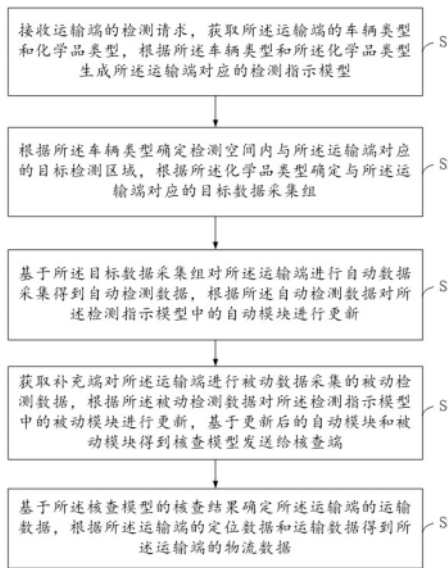 接收运输端的检测请求，获取所述运输端的车辆类型
和化学品类型，根据所述车辆类型和所述化学品类型
生成所述运输端对应的检测指示模型
S
根据所述车辆类型确定检测空间内与所述运输端对应
的目标检测区域，根据所述化学品类型确定与所述运
输端对应的目标数据采集组
S
基于所述目标数据采集组对所述运输端进行自动数据
采集得到自动检测数据，根据所述自动检测数据对所
述检测指示模型中的自动模块进行更新
S
获取补充端对所述运输端进行被动数据采集的被动检
测数据，根据所述被动检测数据对所述检测指示模型
中的被动模块进行更新，基于更新后的自动模块和被
动模块得到核查模型发送给核查端
S
基于所述核查模型的核查结果确定所述运输端的运输
数据，根据所述运输端的定位数据和运输数据得到所
述运输端的物流数据
S